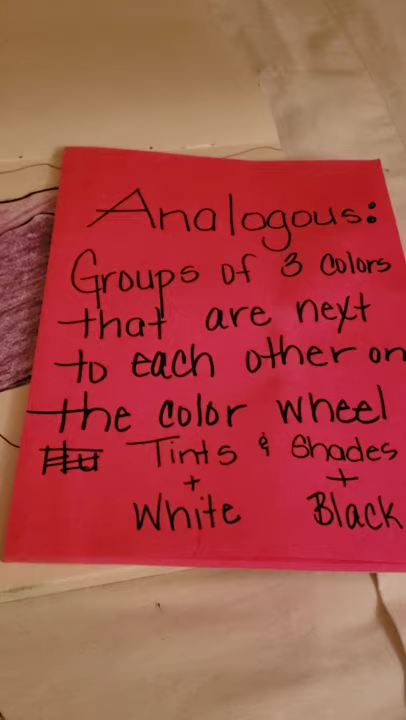 Analogous:
Groups of 3 Colors
that are next
to each other on
the color wheel
Tints & Shades
+ +
White Black